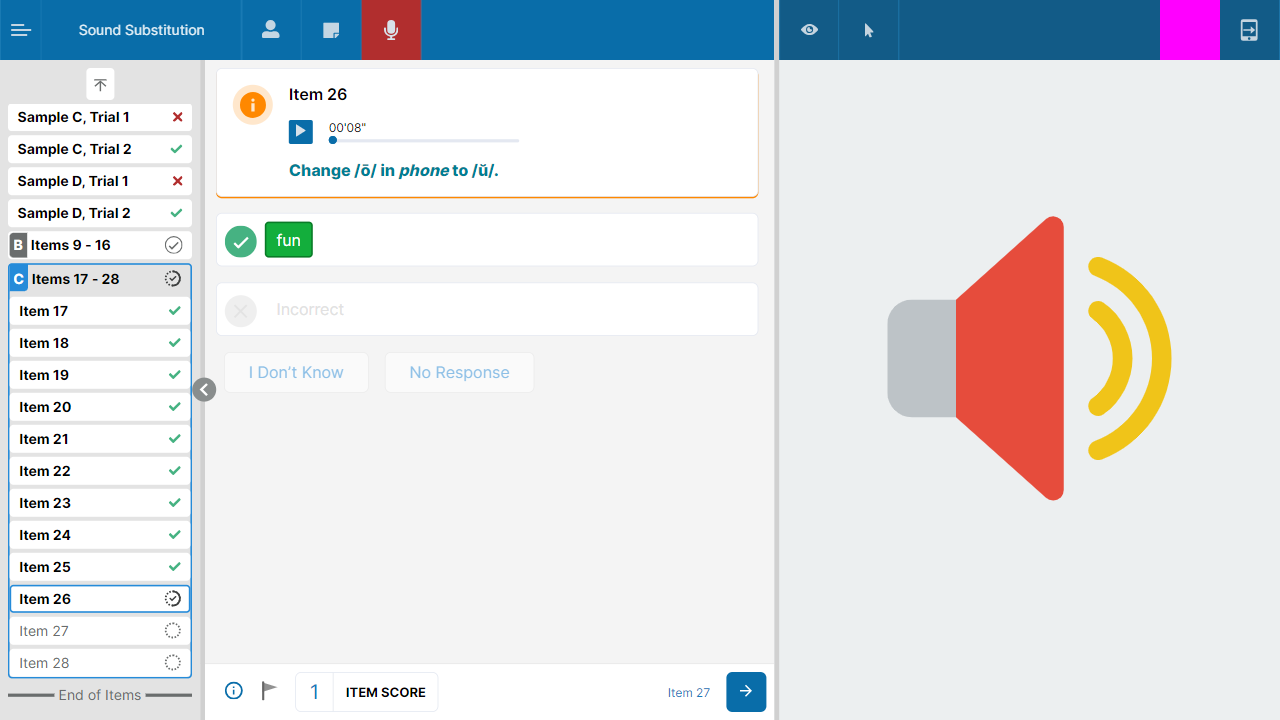 Sound Substitution
Sample C, Trial 1
Sample C, Trial 2
Sample D, Trial 1
Sample D, Trial 2
B Items 9 - 16
C Items 17 - 28
Item 17
Item 18
Item 19
Item 20
Item 21
Item 22
Item 23
Item 24
Item 25
Item 26
Item 27
Item 28
End of Items
Item 26
00'08"
Change /ō/ in phone to /ŭ/.
fun
Incorrect
I Don’t Know No Response
1 ITEM SCORE
Item 27